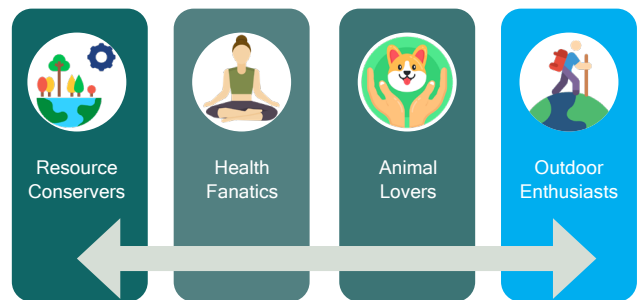 Resource
Conservers
Health
Fanatics
Animal
Lovers
Outdoor
Enthusiasts